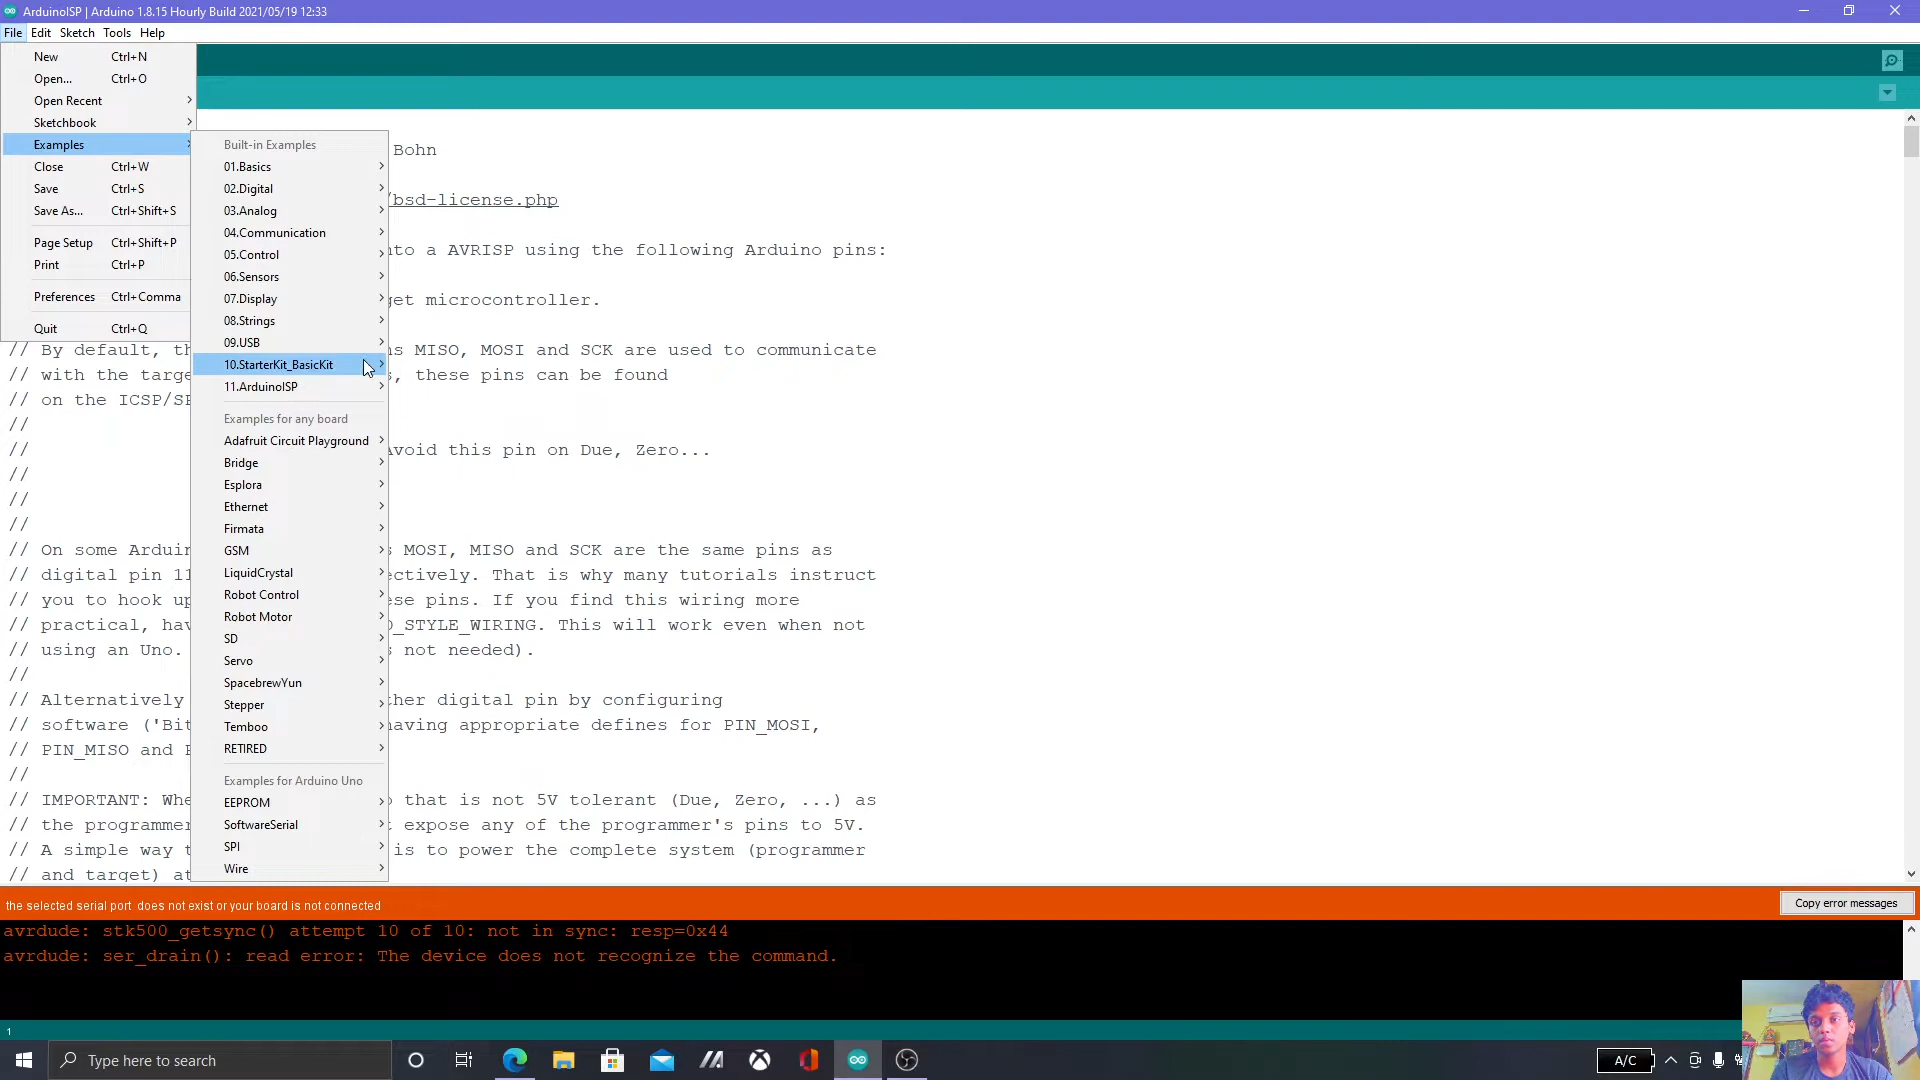 ArduinoISP | Arduino 1.8.15 Hourly Build 2021/05/19 12:33
File Edit Sketch Tools Help
New Ctrl+N
Open... Ctrl+O
Open Recent
Sketchbook
Examples
Close Ctrl+W
Save Ctrl+S
Save As... Ctrl+Shift+S
Page Setup Ctrl+Shift+P
Print Ctrl+P
Preferences Ctrl+Comma
Quit Ctrl+Q
Built-in Examples
01.Basics
02.Digital
03.Analog
04.Communication
05.Control
06.Sensors
07.Display
08.Strings
09.USB
10.StarterKit_BasicKit
11.ArduinoISP
Examples for any board
Adafruit Circuit Playground
Bridge
Esplora
Ethernet
Firmata
GSM
LiquidCrystal
Robot Control
Robot Motor
SD
Servo
SpacebrewYun
Stepper
Temboo
RETIRED
Examples for Arduino Uno
EEPROM
SoftwareSerial
SPI
Wire
Bohn
/bsd-license.php
nto a AVRISP using the following Arduino pins:
get microcontroller.
// By default, th s MISO, MOSI and SCK are used to communicate
// with the targe , these pins can be found
// on the ICSP/SP
//
// Avoid this pin on Due, Zero...
//
//
//
// On some Arduin s MOSI, MISO and SCK are the same pins as
// digital pin 11 ectively. That is why many tutorials instruct
// you to hook up ese pins. If you find this wiring more
// practical, hav O_STYLE_WIRING. This will work even when not
// using an Uno. s not needed).
//
// Alternatively ther digital pin by configuring
// software ('Bit having appropriate defines for PIN_MOSI,
// PIN_MISO and P
//
// IMPORTANT: Whe o that is not 5V tolerant (Due, Zero, ...) as
// the programmer t expose any of the programmer's pins to 5V.
// A simple way t is to power the complete system (programmer
// and target) at
the selected serial port does not exist or your board is not connected
Copy error messages
avrdude: stk500_getsync() attempt 10 of 10: not in sync: resp=0x44
avrdude: ser_drain(): read error: The device does not recognize the command.
1
Type here to search
A/C